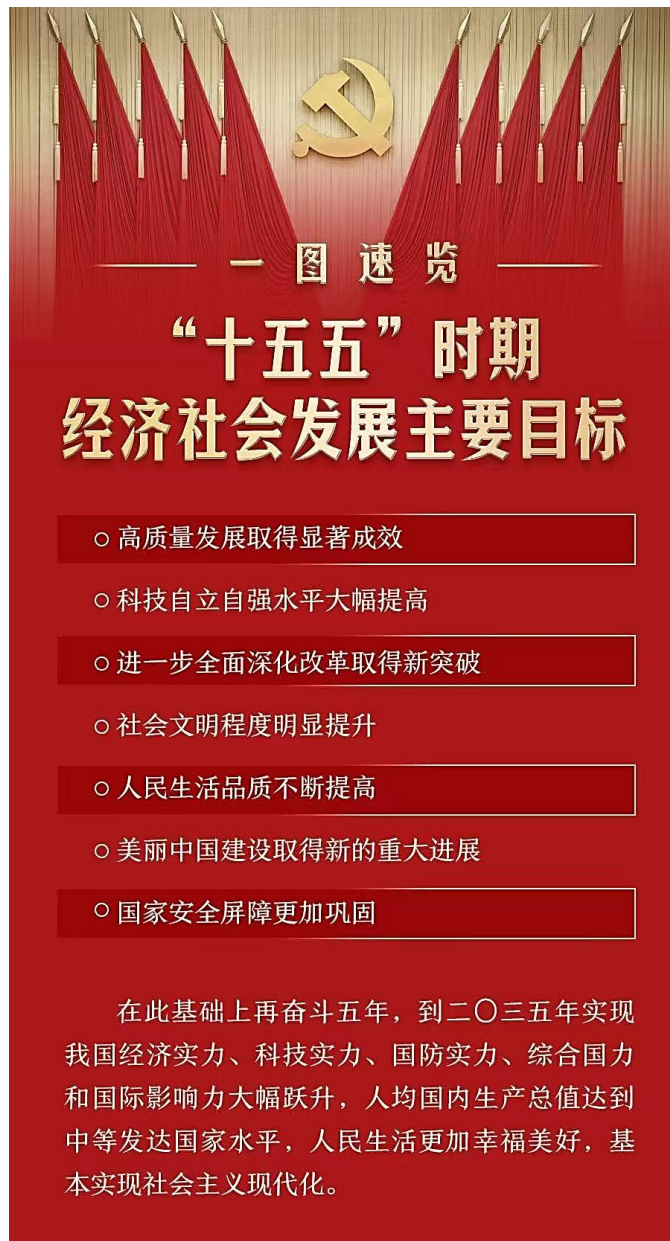 一图速览
“十五五”时期
经济社会发展主要目标
○ 高质量发展取得显著成效
○ 科技自立自强水平大幅提高
○ 进一步全面深化改革取得新突破
○ 社会文明程度明显提升
○ 人民生活品质不断提高
○ 美丽中国建设取得新的重大进展
○ 国家安全屏障更加巩固
在此基础上再奋斗五年，到二〇三五年实现
我国经济实力、科技实力、国防实力、综合国力
和国际影响力大幅跃升，人均国内生产总值达到
中等发达国家水平，人民生活更加幸福美好，基
本实现社会主义现代化。